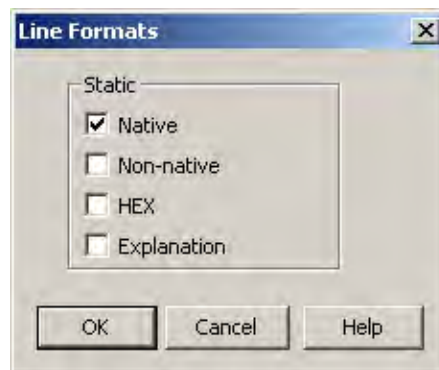 Line Formats
Static
Native
Non-native
HEX
Explanation
OK Cancel Help